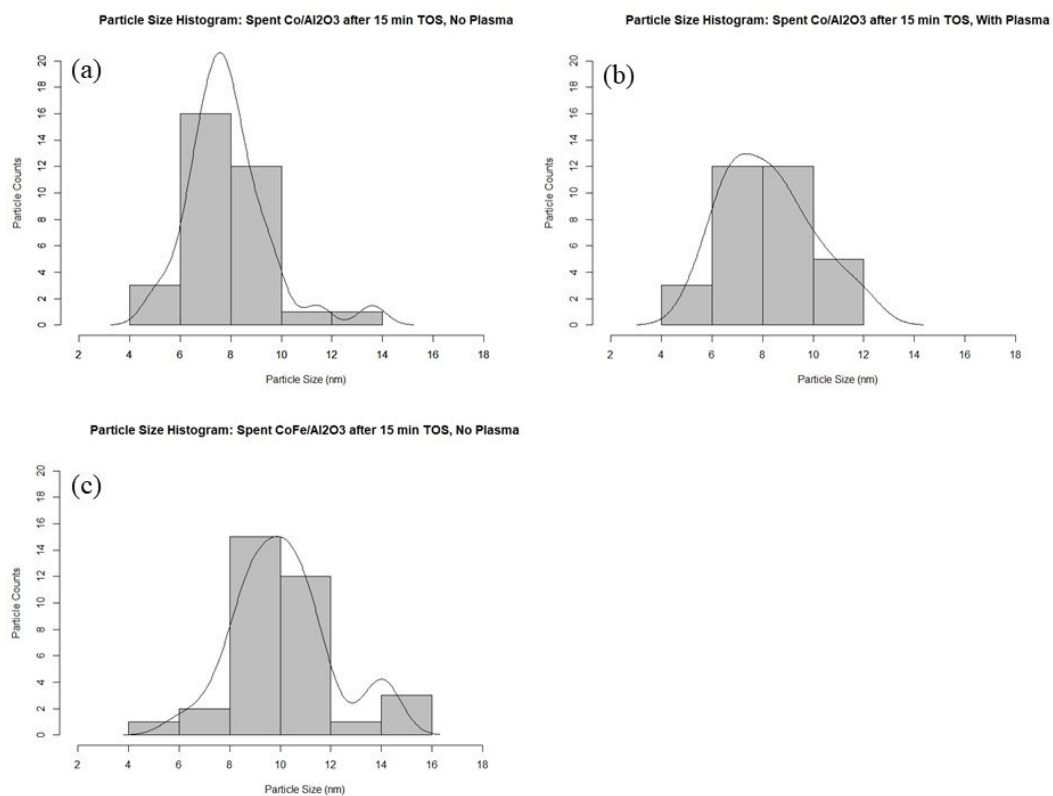 Particle Size Histogram: Spent Co/Al2O3 after 15 min TOS, No Plasma
(a)
Particle Counts
20
18
16
14
12
10
8
6
4
2
0
2 4 6 8 10 12 14 16 18
Particle Size (nm)
Particle Size Histogram: Spent Co/Al2O3 after 15 min TOS, With Plasma
(b)
Particle Counts
20
18
16
14
12
10
8
6
4
2
0
2 4 6 8 10 12 14 16 18
Particle Size (nm)
Particle Size Histogram: Spent CoFe/Al2O3 after 15 min TOS, No Plasma
(c)
Particle Counts
20
18
16
14
12
10
8
6
4
2
0
2 4 6 8 10 12 14 16 18
Particle Size (nm)